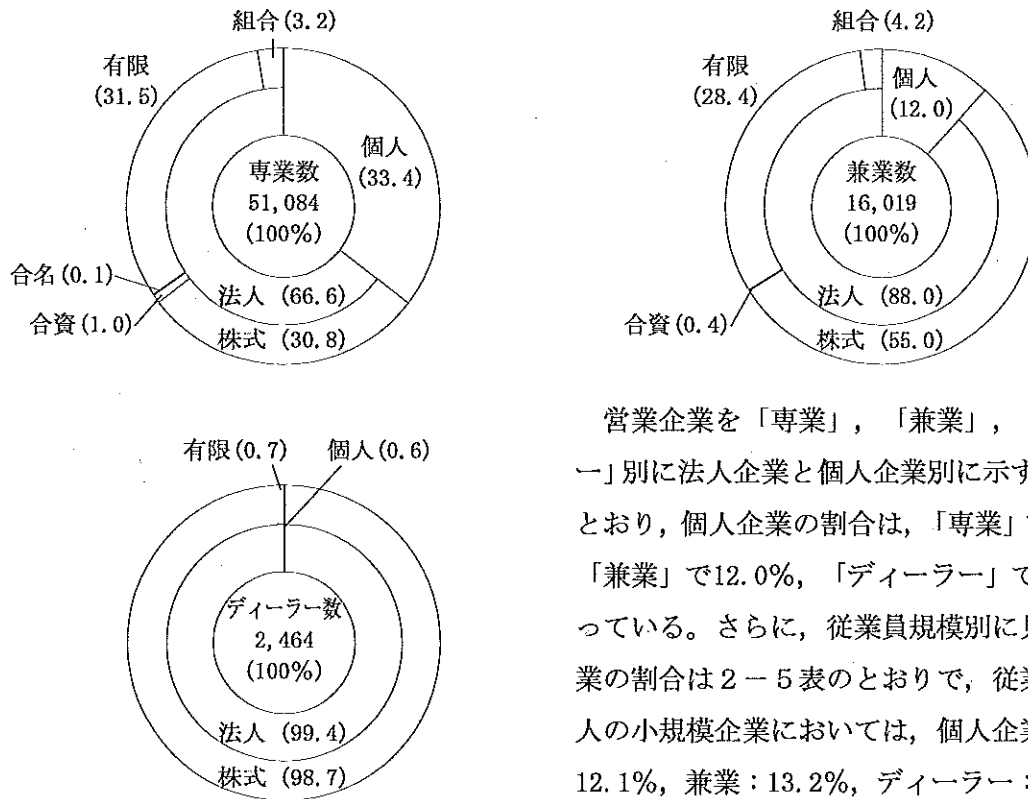 組合(3.2)
有限
(31.5)
個人
(33.4)
専業数
51,084
(100%)
合名(0.1)
合資(1.0)
法人 (66.6)
株式 (30.8)
組合(4.2)
有限
(28.4)
個人
(12.0)
兼業数
16,019
(100%)
合資(0.4)
法人 (88.0)
株式 (55.0)
有限(0.7)
個人(0.6)
ディーラー数
2,464
(100%)
法人 (99.4)
株式 (98.7)
営業企業を「専業」，「兼業」，
ー」別に法人企業と個人企業別に示す
とおり，個人企業の割合は，「専業」
「兼業」で12.0%，「ディーラー」で
っている。さらに，従業員規模別に見
業の割合は２－５表のとおりで，従業
人の小規模企業においては，個人企業
12.1%，兼業：13.2%，ディーラー：